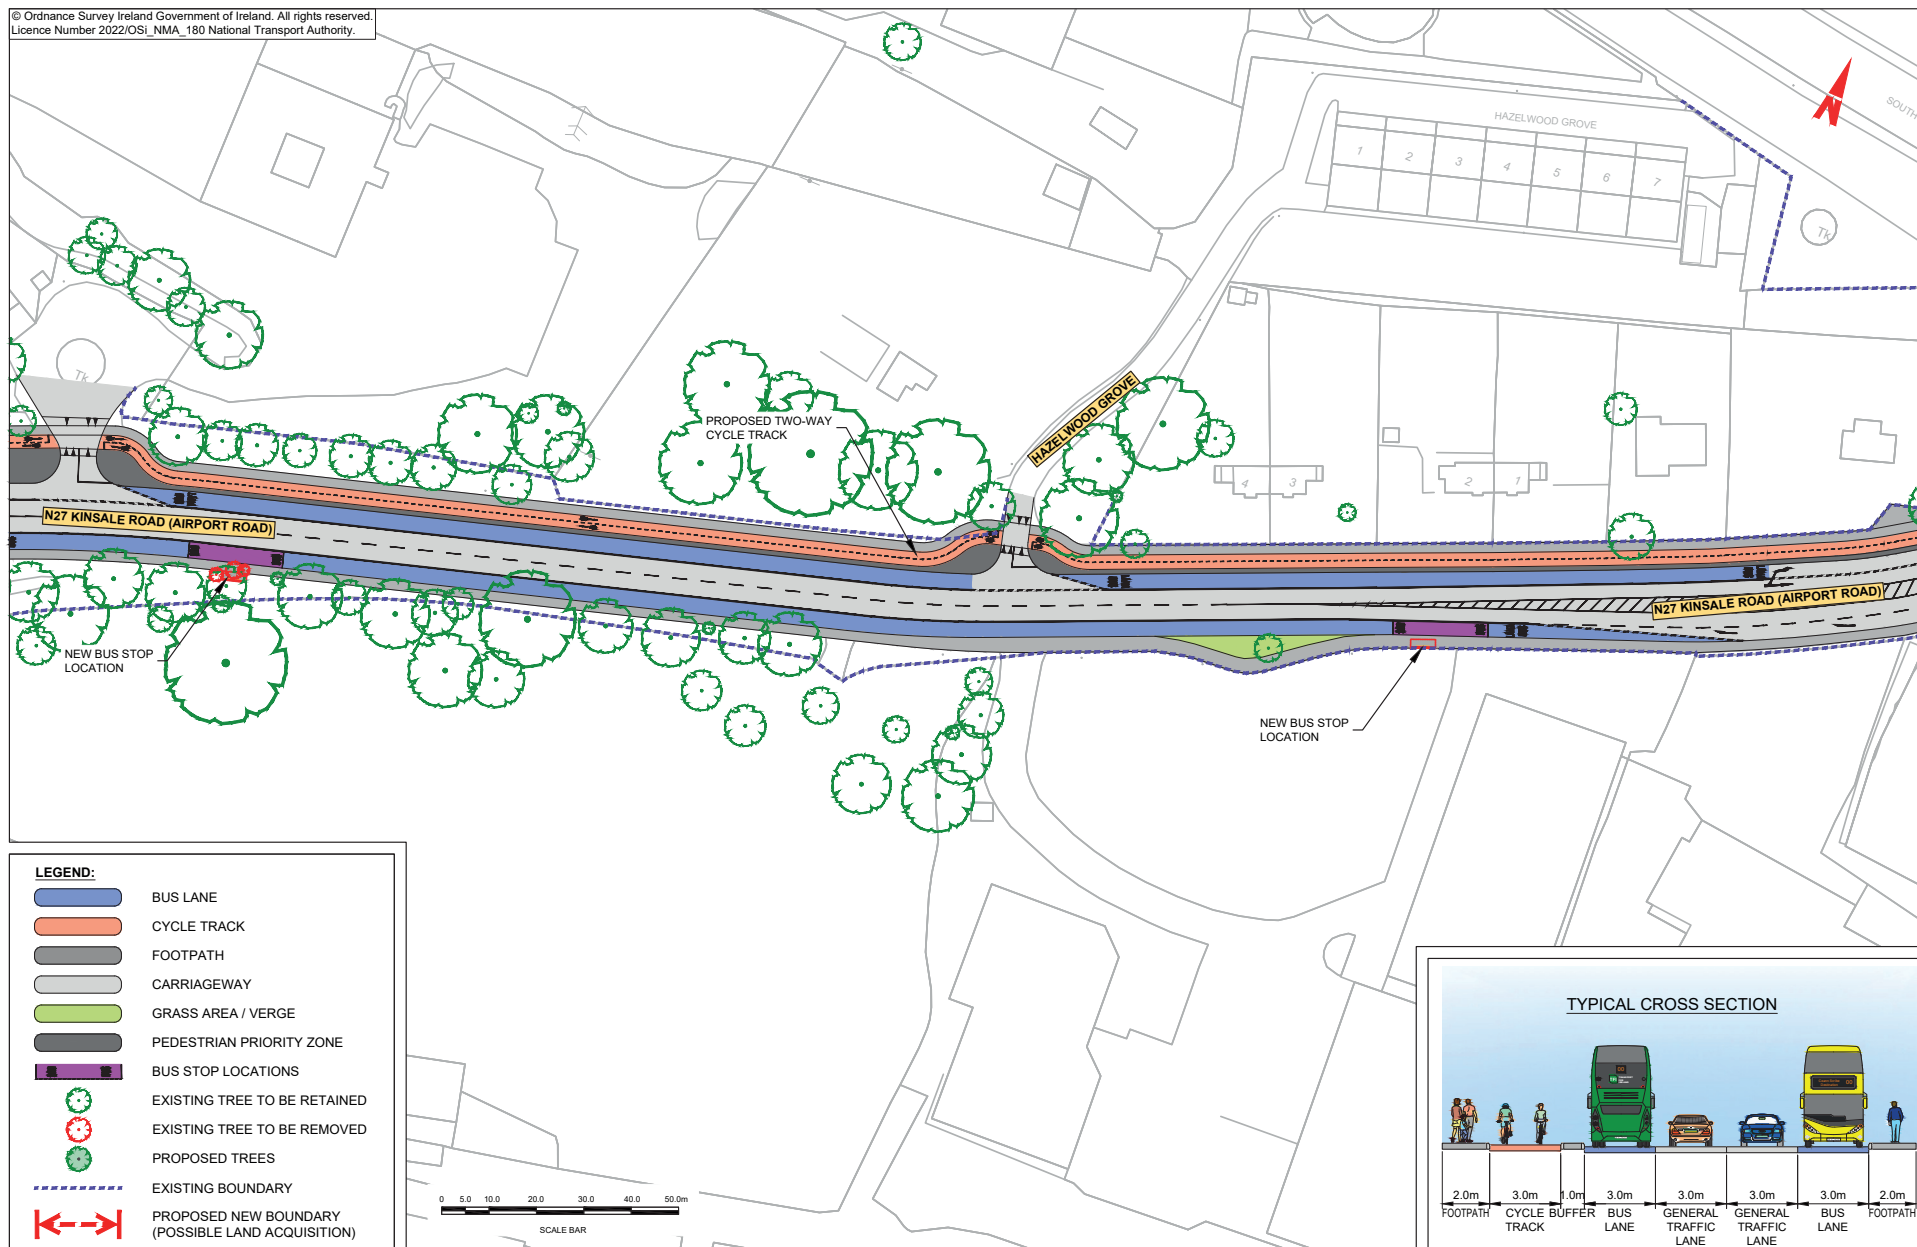 © Ordnance Survey Ireland Government of Ireland. All rights reserved.
Licence Number 2022/OSi_NMA_180 National Transport Authority.
SOUTH
HAZELWOOD GROVE
1
2
3
4
5
6
7
Tk
Tk
HAZELWOOD GROVE
PROPOSED TWO-WAY
CYCLE TRACK
4
3
2
1
N27 KINSALE ROAD (AIRPORT ROAD)
N27 KINSALE ROAD (AIRPORT ROAD)
NEW BUS STOP
LOCATION
NEW BUS STOP
LOCATION
LEGEND:
BUS LANE
CYCLE TRACK
FOOTPATH
CARRIAGEWAY
GRASS AREA / VERGE
PEDESTRIAN PRIORITY ZONE
BUS STOP LOCATIONS
EXISTING TREE TO BE RETAINED
EXISTING TREE TO BE REMOVED
PROPOSED TREES
EXISTING BOUNDARY
PROPOSED NEW BOUNDARY
(POSSIBLE LAND ACQUISITION)
0 5.0 10.0 20.0 30.0 40.0 50.0m
SCALE BAR
TYPICAL CROSS SECTION
2.0m 3.0m 1.0m 3.0m 3.0m 3.0m 3.0m 2.0m
FOOTPATH CYCLE BUFFER BUS GENERAL GENERAL BUS FOOTPATH
TRACK LANE TRAFFIC TRAFFIC LANE
LANE LANE
N